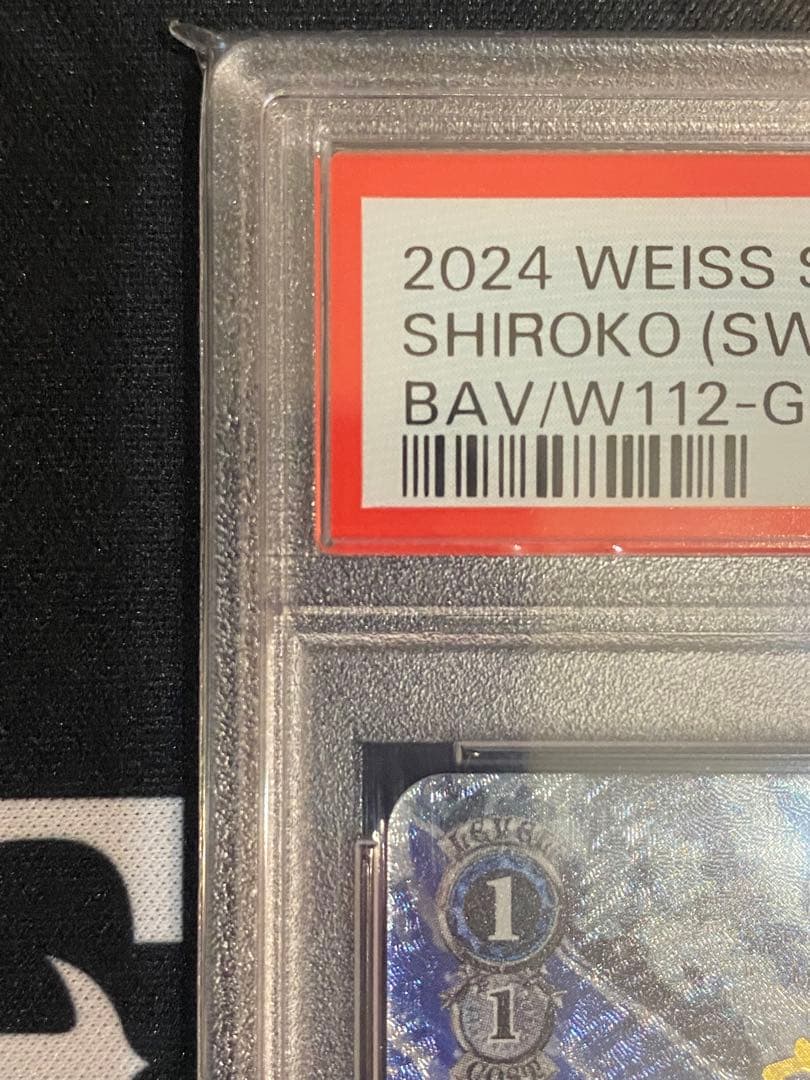 2024 WEISS S
SHIROKO (SW
BAV/W112-G
LEVEL
1
1
COST